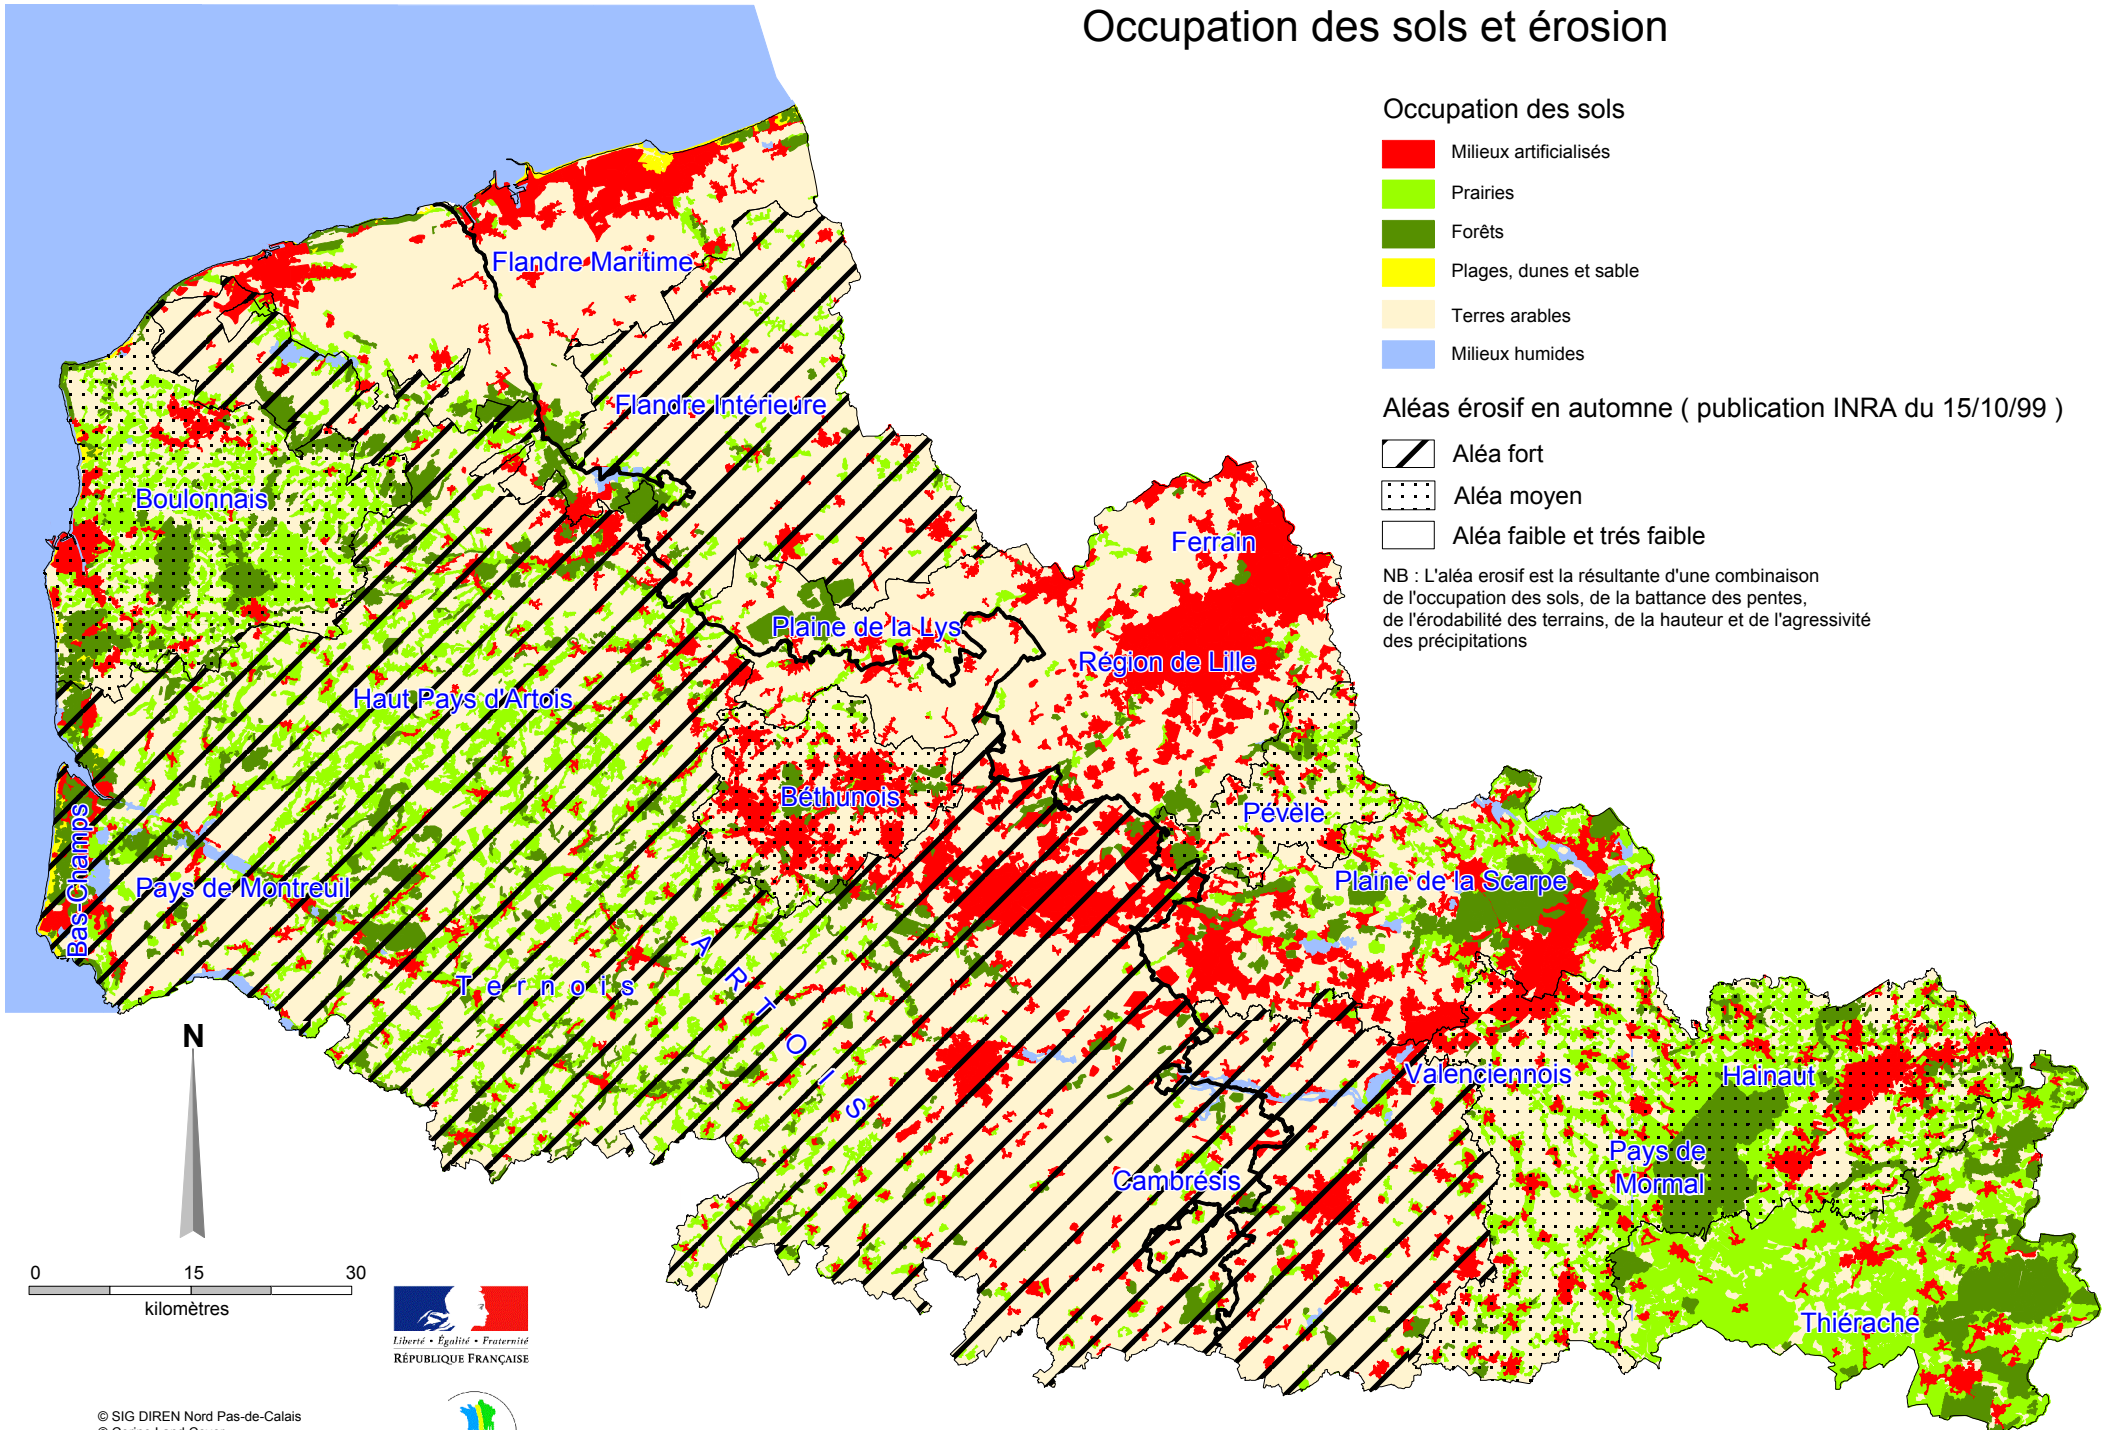 Occupation des sols et érosion
Occupation des sols
Milieux artificialisés
Prairies
Forêts
Plages, dunes et sable
Terres arables
Milieux humides
Aléas érosif en automne ( publication INRA du 15/10/99 )
Aléa fort
Aléa moyen
Aléa faible et trés faible
NB : L'aléa erosif est la résultante d'une combinaison
de l'occupation des sols, de la battance des pentes,
de l'érodabilité des terrains, de la hauteur et de l'agressivité
des précipitations
Flandre Maritime
Flandre Intérieure
Boulonnais
Ferrain
Plaine de la Lys
Région de Lille
Haut Pays d'Artois
Béthunois
Pévèle
Bas-Champs
Pays de Montreuil
Plaine de la Scarpe
Ternois
ARTOIS
Valenciennois
Hainaut
Pays de
Mormal
Cambrésis
Thiérache
N
0 15 30
kilomètres
Liberté • Égalité • Fraternité
RÉPUBLIQUE FRANÇAISE
© SIG DIREN Nord Pas-de-Calais